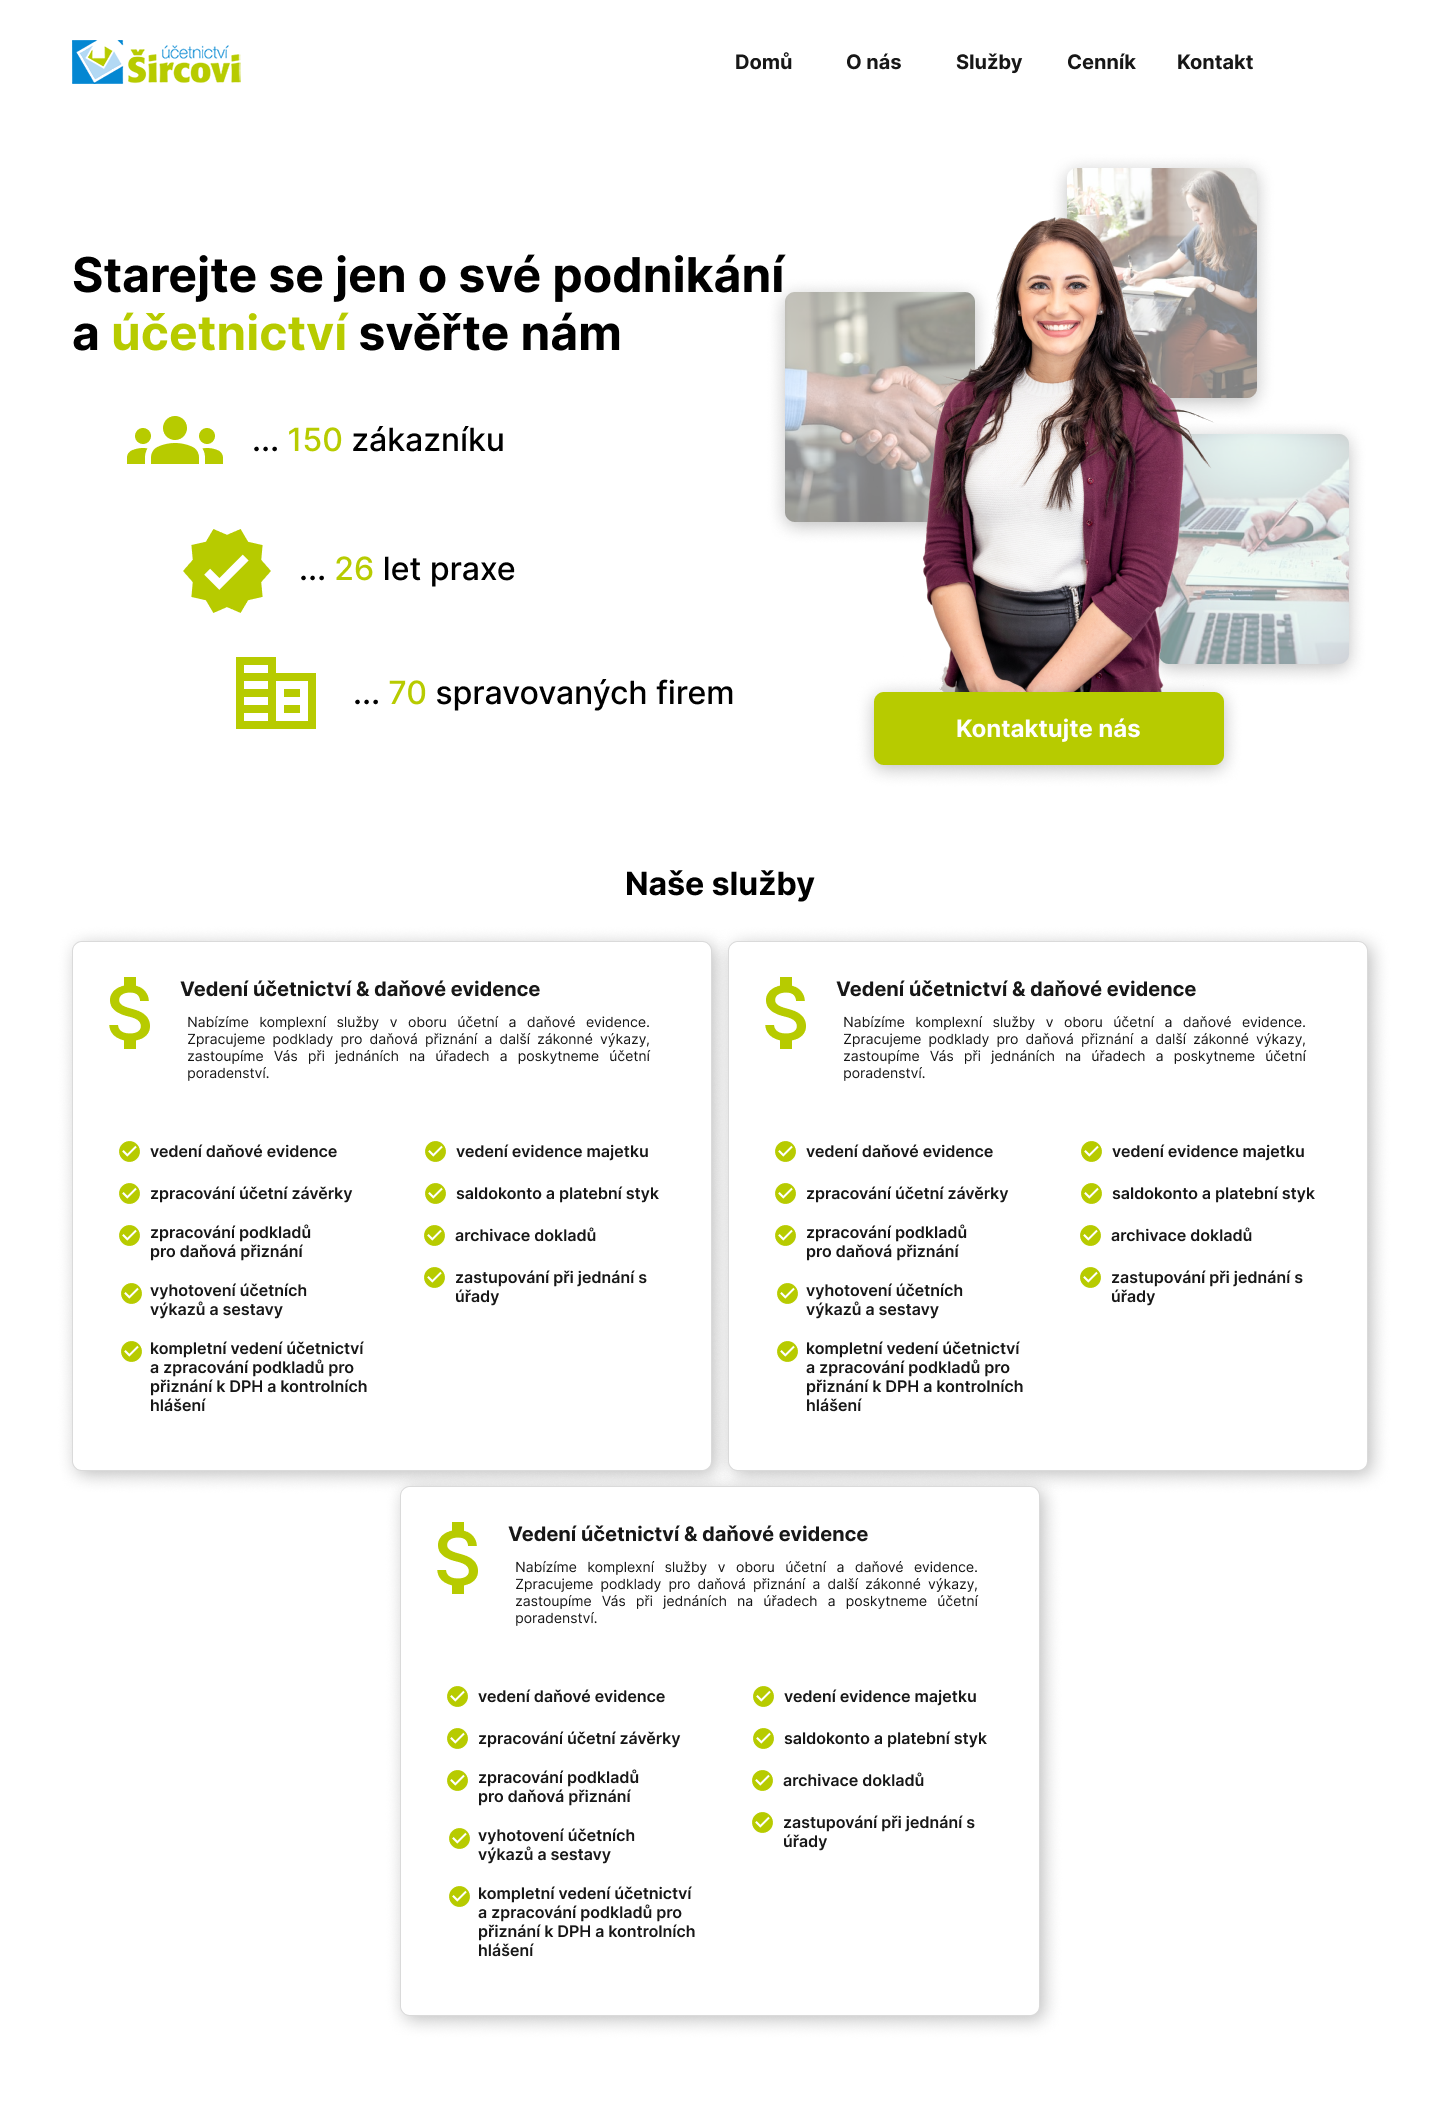 účetnictví
Šircovi
Domů
O nás
Služby
Cenník
Kontakt
Starejte se jen o své podnikání
a účetnictví svěřte nám
... 150 zákazníku
... 26 let praxe
... 70 spravovaných firem
Kontaktujte nás
Naše služby
Vedení účetnictví & daňové evidence
Nabízíme komplexní služby v oboru účetní a daňové evidence.
Zpracujeme podklady pro daňová přiznání a další zákonné výkazy,
zastoupíme Vás při jednáních na úřadech a poskytneme účetní
poradenství.
vedení daňové evidence
zpracování účetní závěrky
zpracování podkladů
pro daňová přiznání
vyhotovení účetních
výkazů a sestavy
kompletní vedení účetnictví
a zpracování podkladů pro
přiznání k DPH a kontrolních
hlášení
vedení evidence majetku
saldokonto a platební styk
archivace dokladů
zastupování při jednání s
úřady
Vedení účetnictví & daňové evidence
Nabízíme komplexní služby v oboru účetní a daňové evidence.
Zpracujeme podklady pro daňová přiznání a další zákonné výkazy,
zastoupíme Vás při jednáních na úřadech a poskytneme účetní
poradenství.
vedení daňové evidence
zpracování účetní závěrky
zpracování podkladů
pro daňová přiznání
vyhotovení účetních
výkazů a sestavy
kompletní vedení účetnictví
a zpracování podkladů pro
přiznání k DPH a kontrolních
hlášení
vedení evidence majetku
saldokonto a platební styk
archivace dokladů
zastupování při jednání s
úřady
Vedení účetnictví & daňové evidence
Nabízíme komplexní služby v oboru účetní a daňové evidence.
Zpracujeme podklady pro daňová přiznání a další zákonné výkazy,
zastoupíme Vás při jednáních na úřadech a poskytneme účetní
poradenství.
vedení daňové evidence
zpracování účetní závěrky
zpracování podkladů
pro daňová přiznání
vyhotovení účetních
výkazů a sestavy
kompletní vedení účetnictví
a zpracování podkladů pro
přiznání k DPH a kontrolních
hlášení
vedení evidence majetku
saldokonto a platební styk
archivace dokladů
zastupování při jednání s
úřady